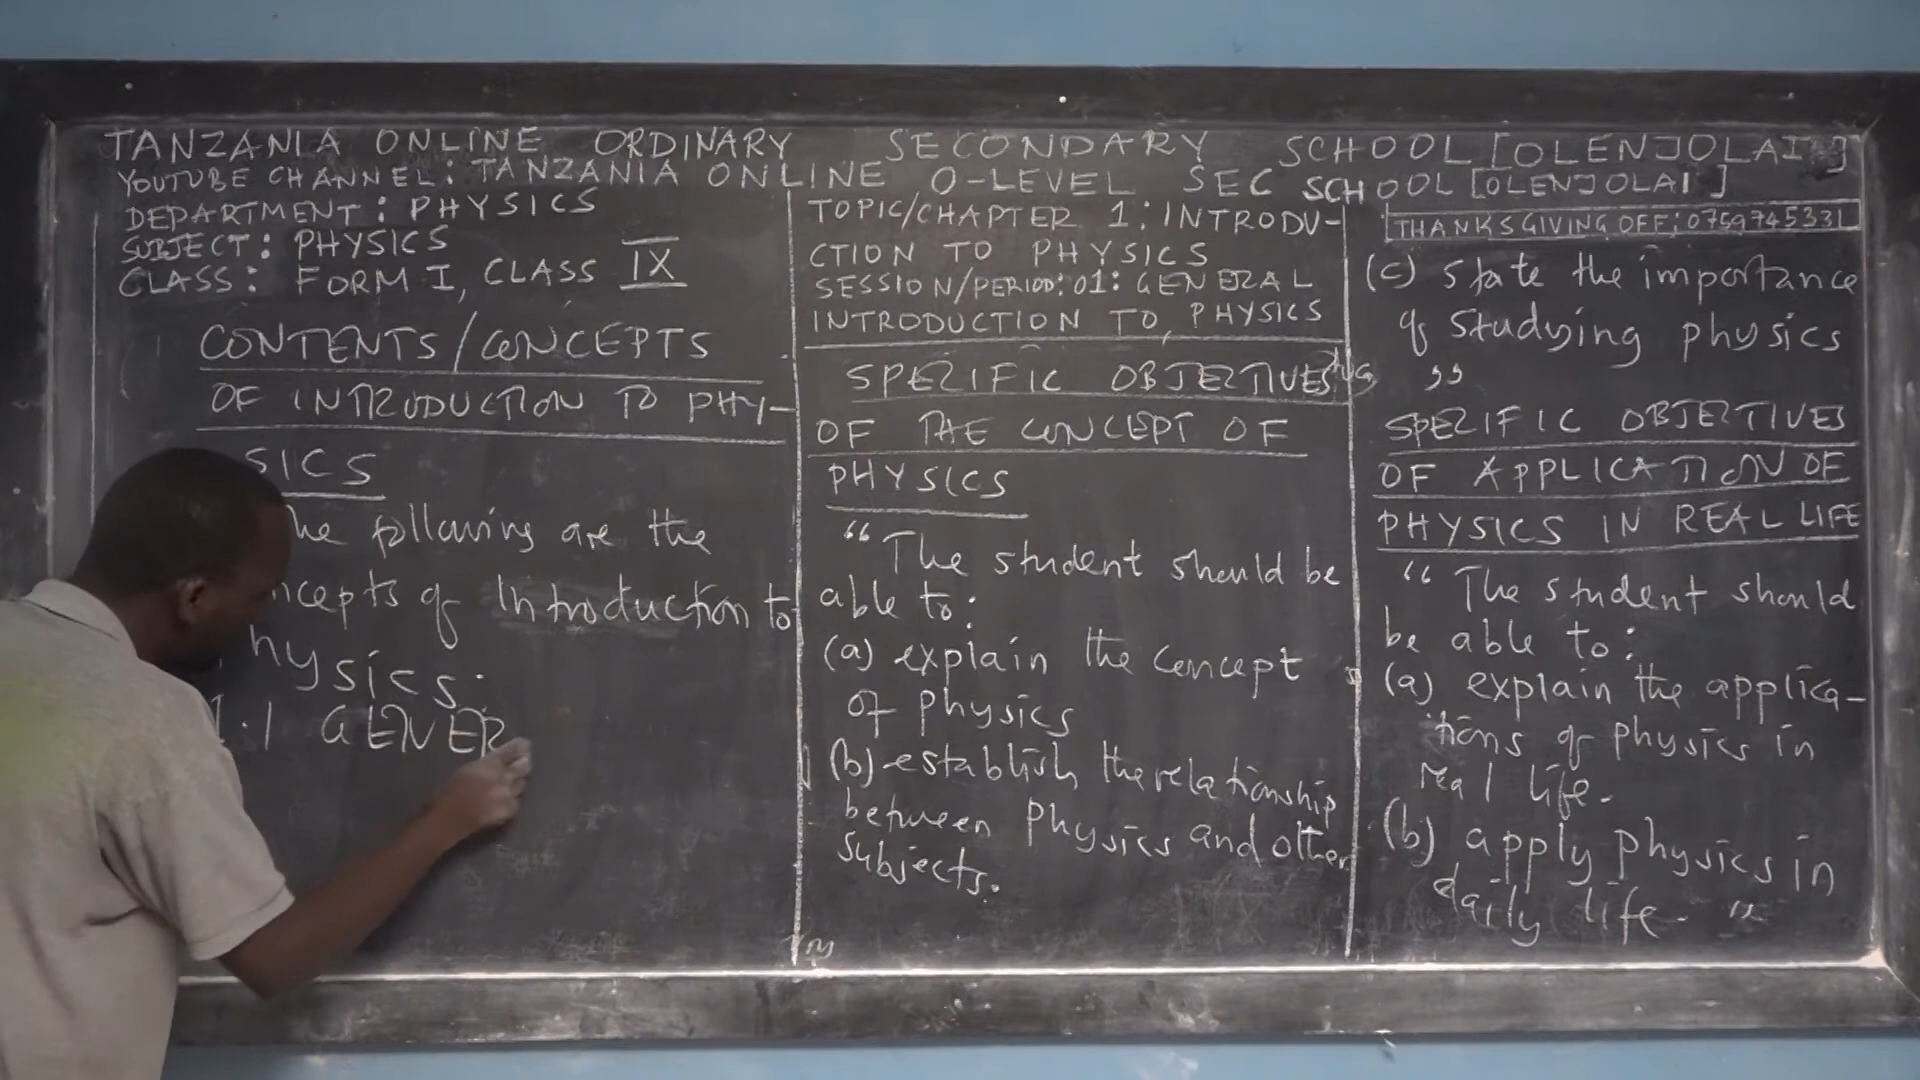 TANZANIA ONLINE ORDINARY SECONDARY SCHOOL [OLENJOLAI]
YOUTUBE CHANNEL: TANZANIA ONLINE O-LEVEL SEC SCHOOL [OLENJOLAI]
DEPARTMENT: PHYSICS
SUBJECT: PHYSICS
CLASS: FORM I, CLASS IX
CONTENTS/CONCEPTS
OF INTRODUCTION TO PHY-
SICS
he following are the
ncepts of Introduction to
hysics:
1.1 GENER
TOPIC/CHAPTER 1: INTRODU-
CTION TO PHYSICS
SESSION/PERIOD: 01: GENERAL
INTRODUCTION TO, PHYSICS
SPECIFIC OBJECTIVES
OF THE CONCEPT OF
PHYSICS
“The student should be
able to:
(a) explain the concept
of physics
(b) establish the relationship
between Physics and other
subjects.
THANKSGIVING OFF: 0759745331
(c) state the importance
of studying physics
”
SPECIFIC OBJECTIVES
OF APPLICATION OF
PHYSICS IN REAL LIFE
“The student should
be able to:
(a) explain the applica-
tions of physics in
real life.
(b) apply physics in
daily life. ”